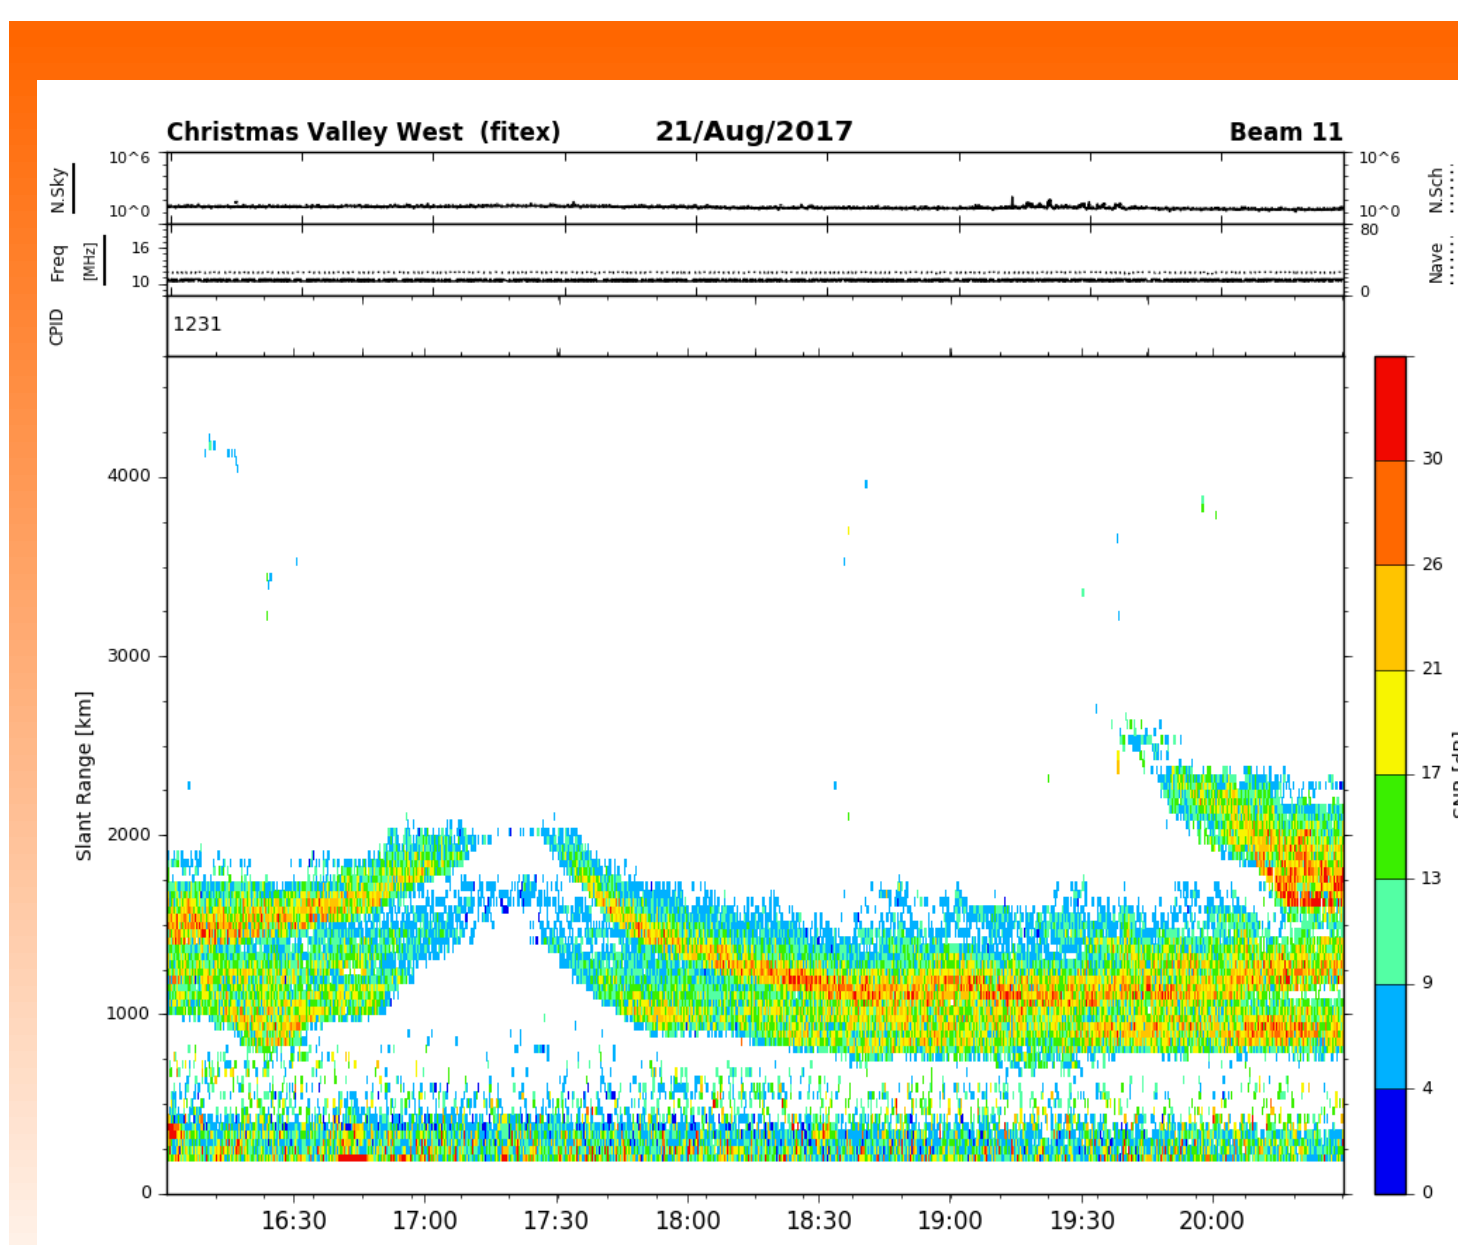 Christmas Valley West (fitex) 21/Aug/2017 Beam 11
N.Sky 10^6 10^0 10^6 10^0 N.Sch
Freq [MHz] 16 10 80 0 Nave
CPID 1231
Slant Range [km]
4000
3000
2000
1000
0
30
26
21
17
13
9
4
0
16:30 17:00 17:30 18:00 18:30 19:00 19:30 20:00